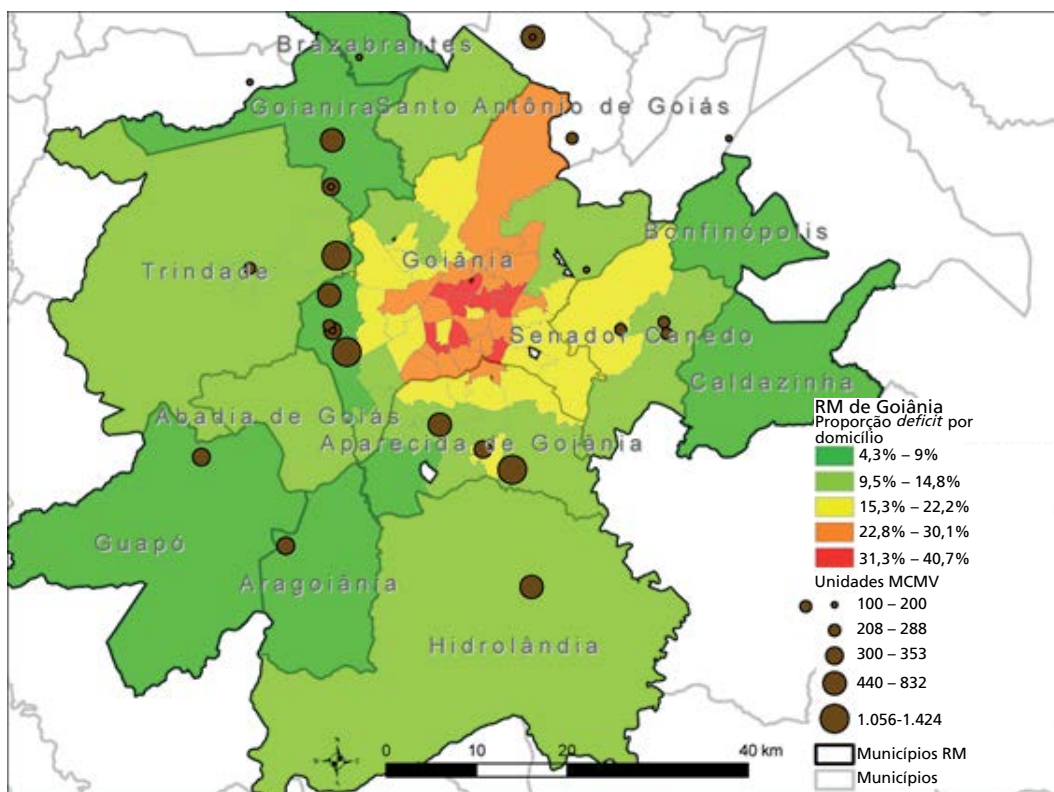 Brazabrantes
Goianira
Santo Antônio de Goiás
Bonfinópolis
Goiânia
Trindade
Senador Canedo
Caldazinha
Abadia de Goiás
Aparecida de Goiânia
Guapó
Aragoiânia
Hidrolândia
RM de Goiânia
Proporção deficit por
domicílio
4,3% – 9%
9,5% – 14,8%
15,3% – 22,2%
22,8% – 30,1%
31,3% – 40,7%
Unidades MCMV
100 – 200
208 – 288
300 – 353
440 – 832
1.056-1.424
Municípios RM
Municípios
0 10 20 40 km